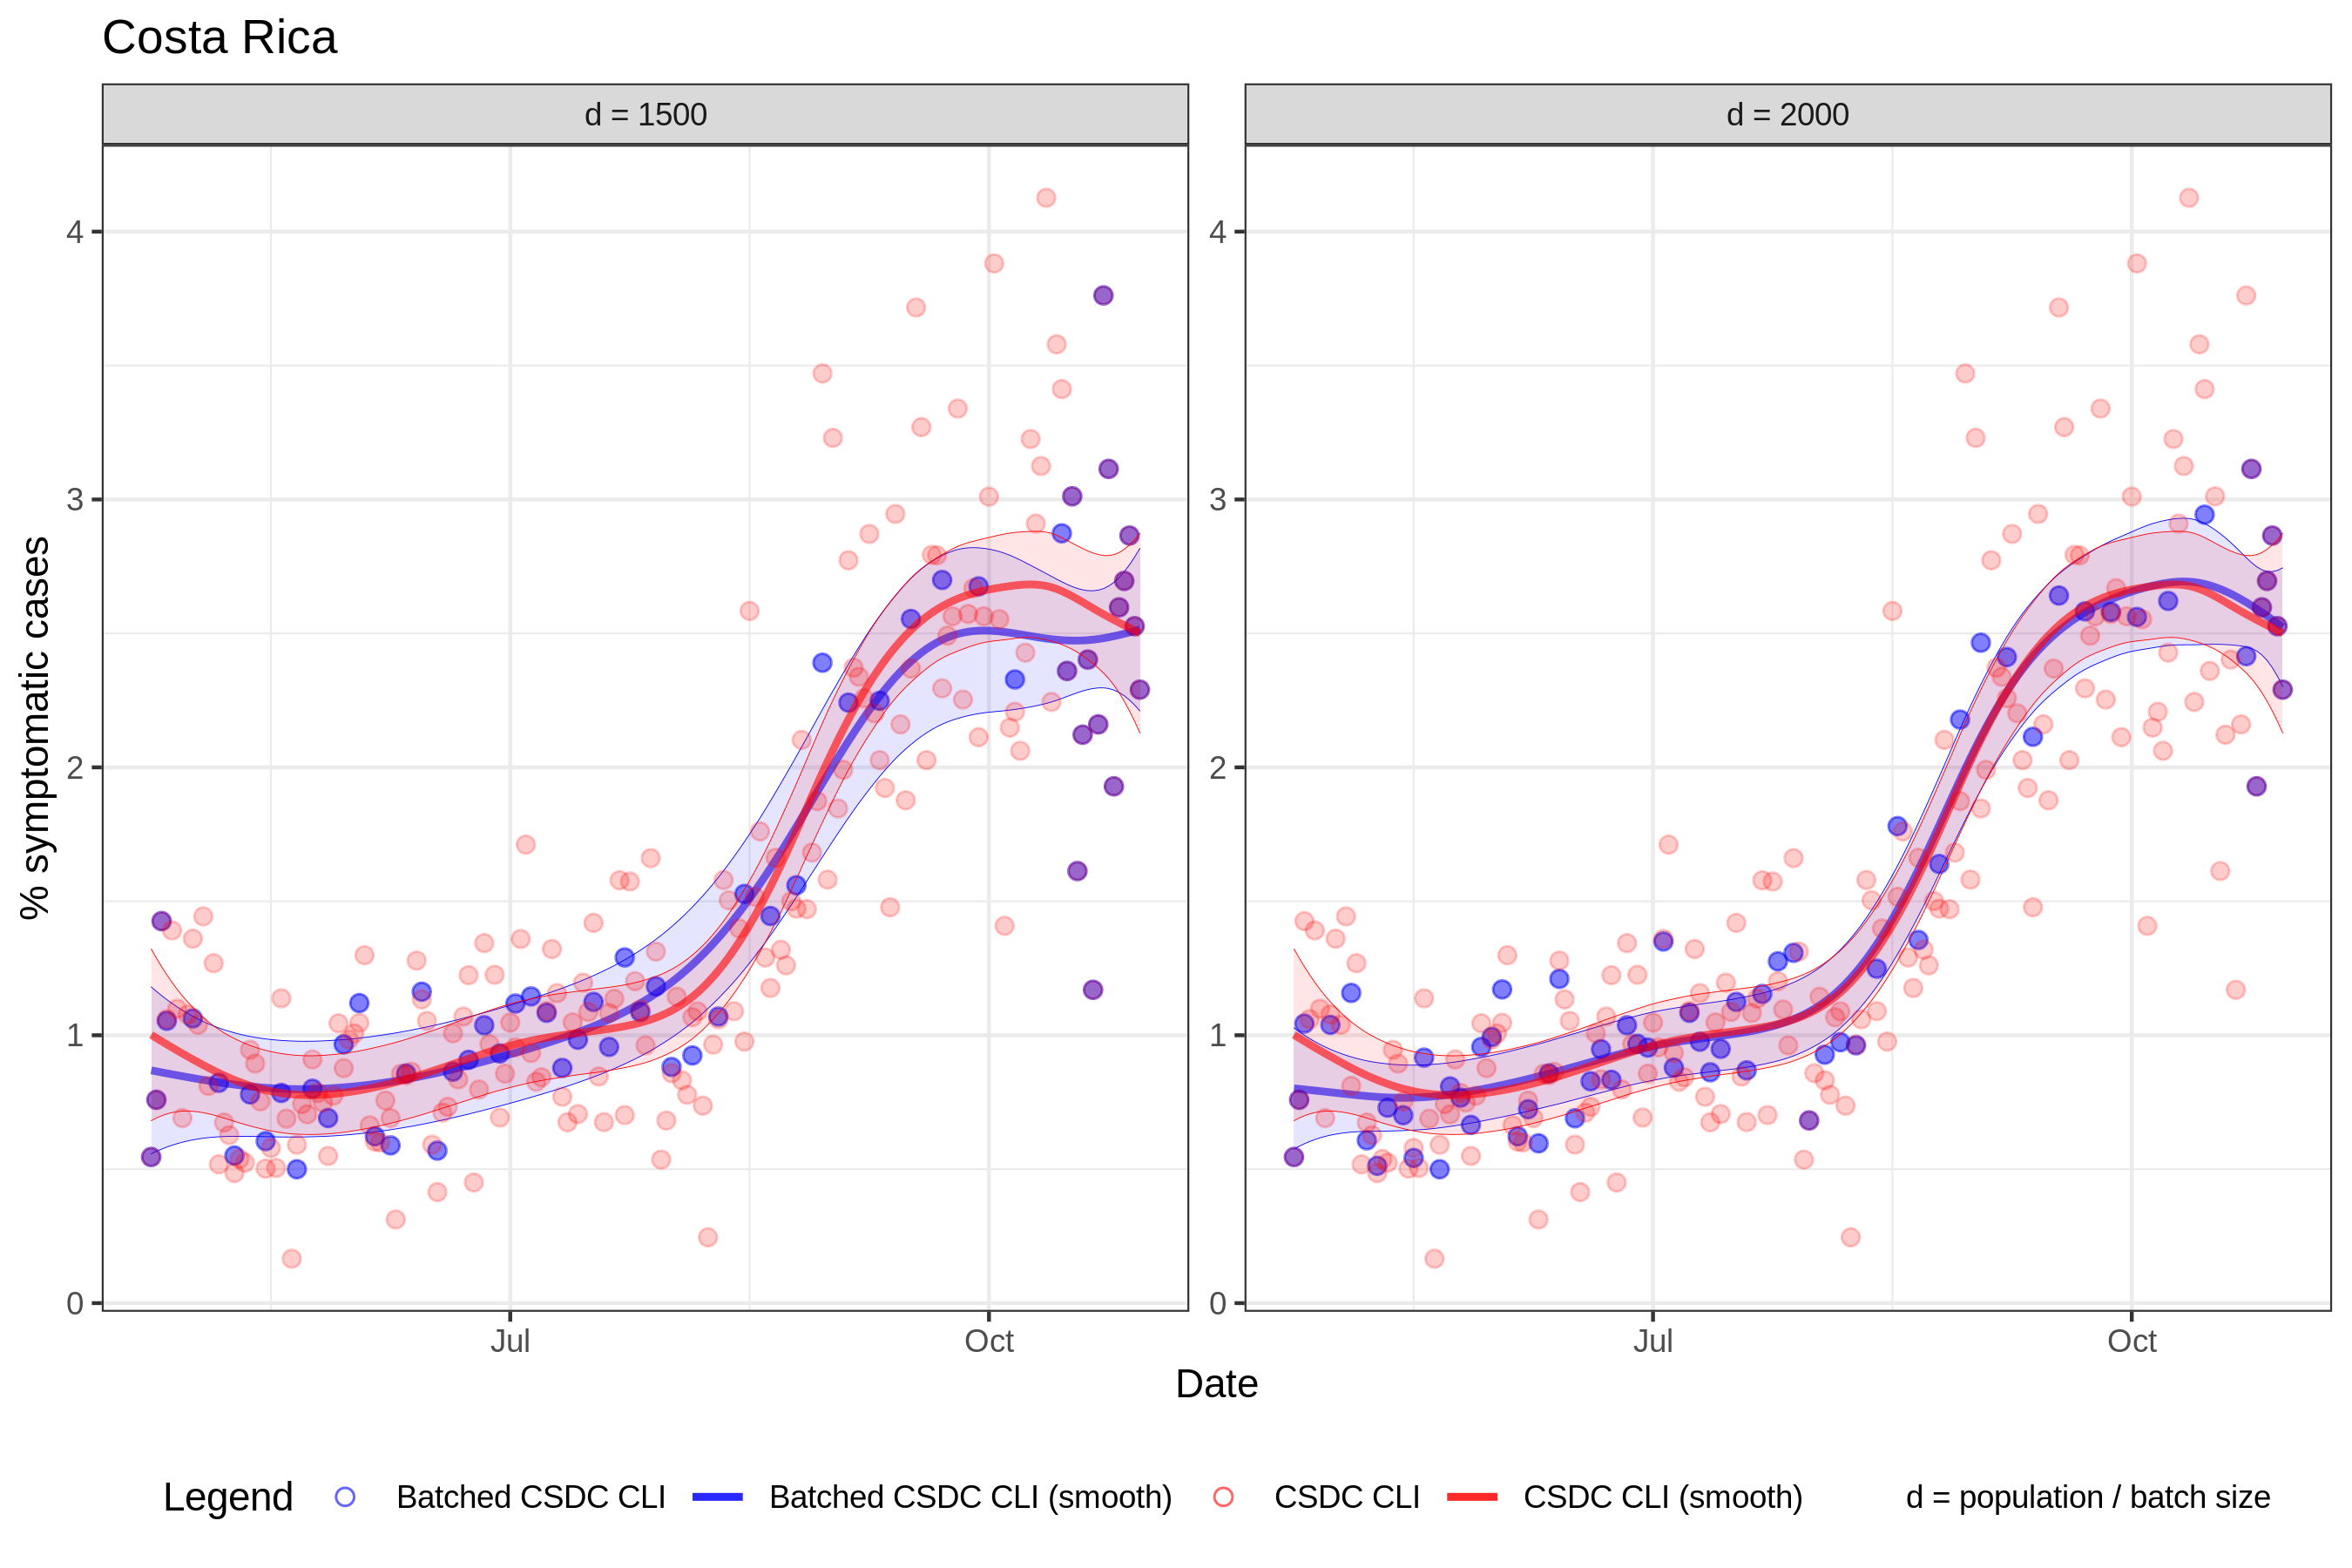 Costa Rica
d = 1500
d = 2000
% symptomatic cases
4
3
2
1
0
4
3
2
1
0
Jul
Oct
Jul
Oct
Date
Legend
Batched CSDC CLI
Batched CSDC CLI (smooth)
CSDC CLI
CSDC CLI (smooth)
d = population / batch size